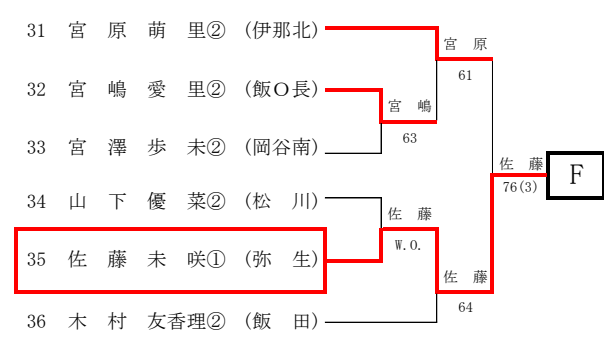 31 宮 原 萌 里② (伊那北)
宮 原
61
32 宮 嶋 愛 里② (飯O長)
宮 嶋
63
33 宮 澤 歩 未② (岡谷南)
佐 藤
76(3)
F
34 山 下 優 菜② (松 川)
佐 藤
W.O.
35 佐 藤 未 咲① (弥 生)
佐 藤
64
36 木 村 友香理② (飯 田)